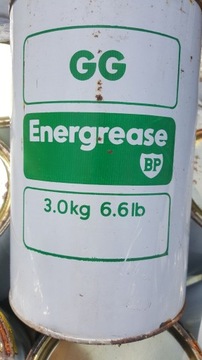 GG
Energrease
BP
3.0kg 6.6lb